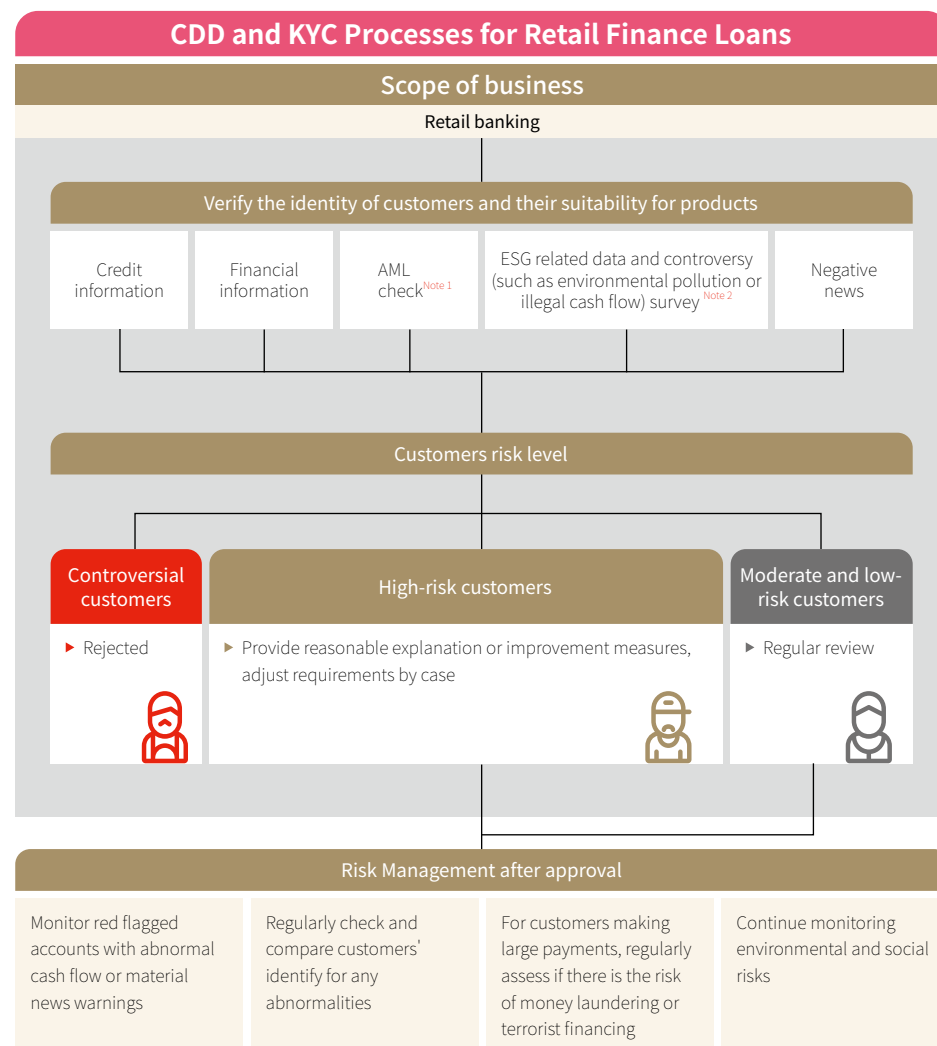 CDD and KYC Processes for Retail Finance Loans
Scope of business
Retail banking
Verify the identity of customers and their suitability for products
Credit
information
Financial
information
AML
check Note 1
ESG related data and controversy
(such as environmental pollution or
illegal cash flow) survey Note 2
Negative
news
Customers risk level
Controversial
customers
▶ Rejected
High-risk customers
▶ Provide reasonable explanation or improvement measures,
adjust requirements by case
Moderate and low-
risk customers
▶ Regular review
Risk Management after approval
Monitor red flagged
accounts with abnormal
cash flow or material
news warnings
Regularly check and
compare customers'
identify for any
abnormalities
For customers making
large payments, regularly
assess if there is the risk
of money laundering or
terrorist financing
Continue monitoring
environmental and social
risks